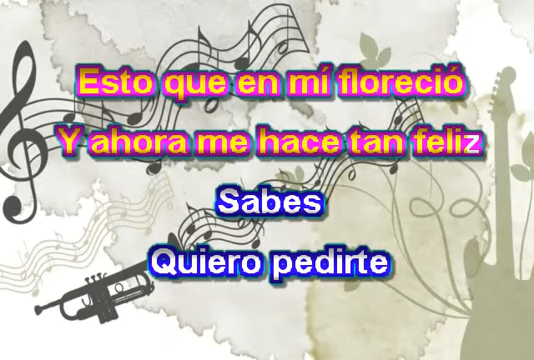 Esto que en mí floreció
Y ahora me hace tan feliz
Sabes
Quiero pedirte